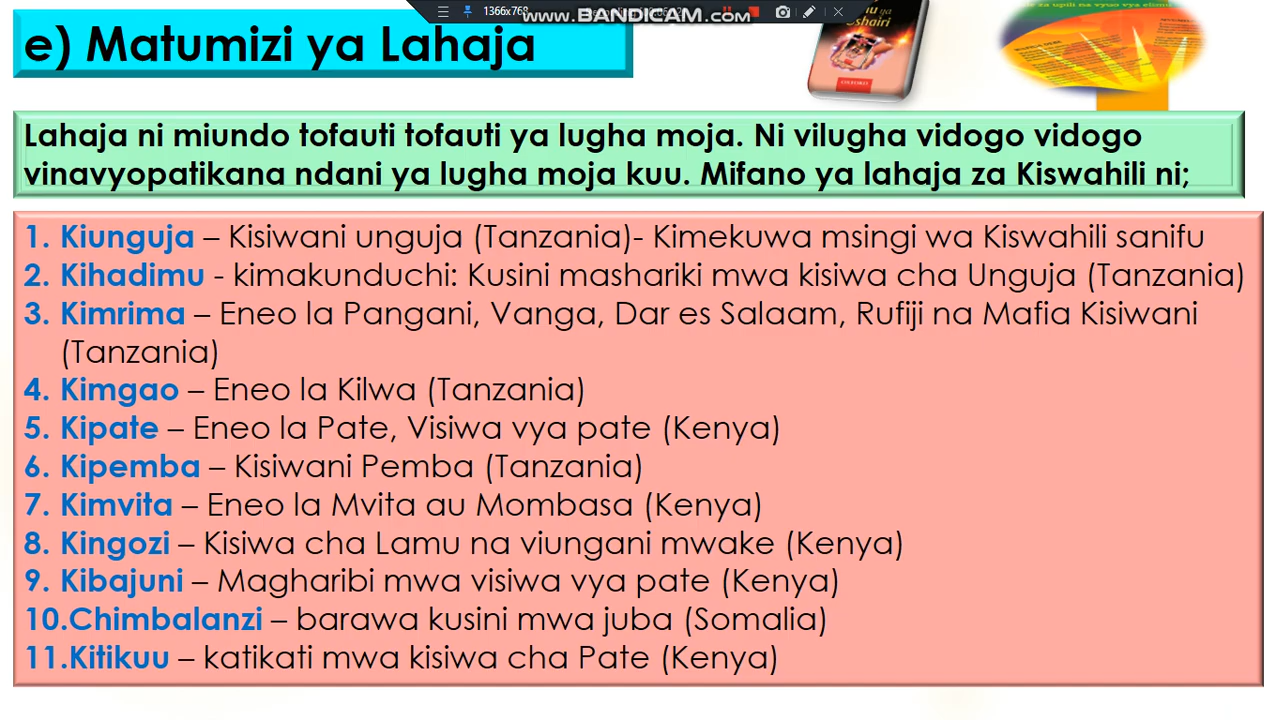 1366x768
www.BANDICAM.com
e) Matumizi ya Lahaja
OXFORD
Lahaja ni miundo tofauti tofauti ya lugha moja. Ni vilugha vidogo vidogo
vinavyopatikana ndani ya lugha moja kuu. Mifano ya lahaja za Kiswahili ni;
1. Kiunguja – Kisiwani unguja (Tanzania)- Kimekuwa msingi wa Kiswahili sanifu
2. Kihadimu - kimakunduchi: Kusini mashariki mwa kisiwa cha Unguja (Tanzania)
3. Kimrima – Eneo la Pangani, Vanga, Dar es Salaam, Rufiji na Mafia Kisiwani
(Tanzania)
4. Kimgao – Eneo la Kilwa (Tanzania)
5. Kipate – Eneo la Pate, Visiwa vya pate (Kenya)
6. Kipemba – Kisiwani Pemba (Tanzania)
7. Kimvita – Eneo la Mvita au Mombasa (Kenya)
8. Kingozi – Kisiwa cha Lamu na viungani mwake (Kenya)
9. Kibajuni – Magharibi mwa visiwa vya pate (Kenya)
10.Chimbalanzi – barawa kusini mwa juba (Somalia)
11.Kitikuu – katikati mwa kisiwa cha Pate (Kenya)